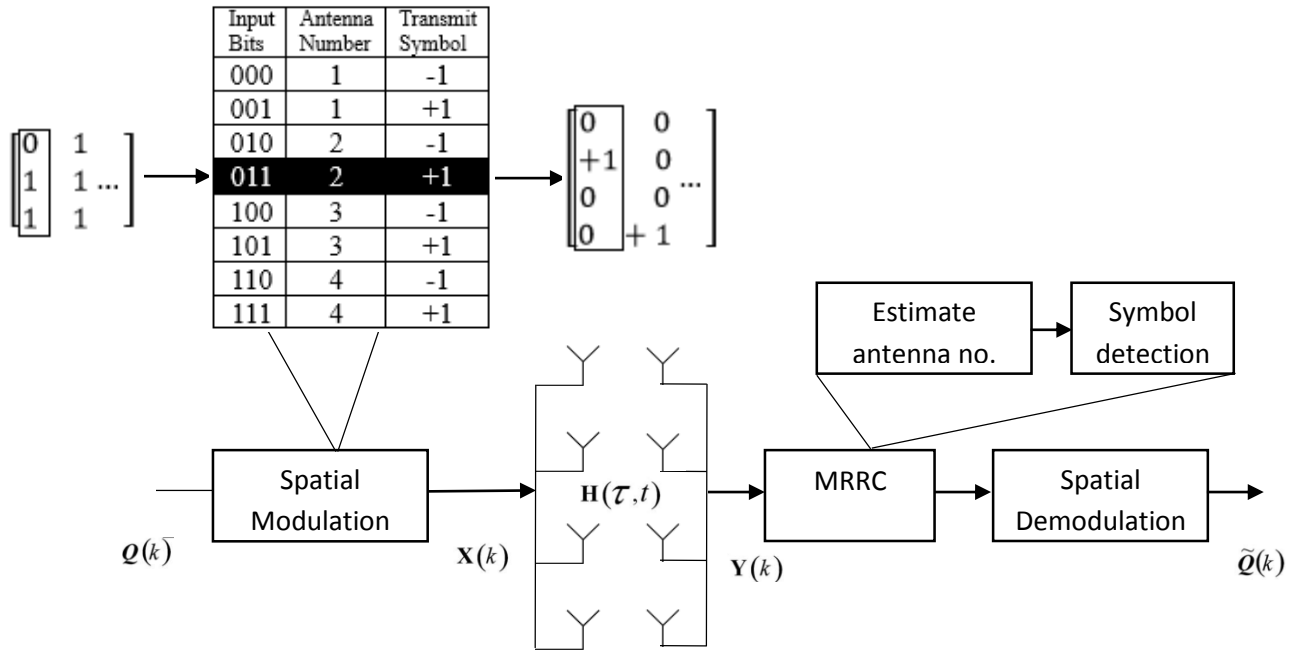 Input Bits Antenna Number Transmit Symbol
000 1 -1
001 1 +1
010 2 -1
011 2 +1
100 3 -1
101 3 +1
110 4 -1
111 4 +1
0 1
1 1 ...
1 1
0 0
+1 0
0 0 ...
0 + 1
Estimate
antenna no.
Symbol
detection
Spatial
Modulation
H(τ,t)
MRRC
Spatial
Demodulation
Q(k)
X(k)
Y(k)
Q̃(k)